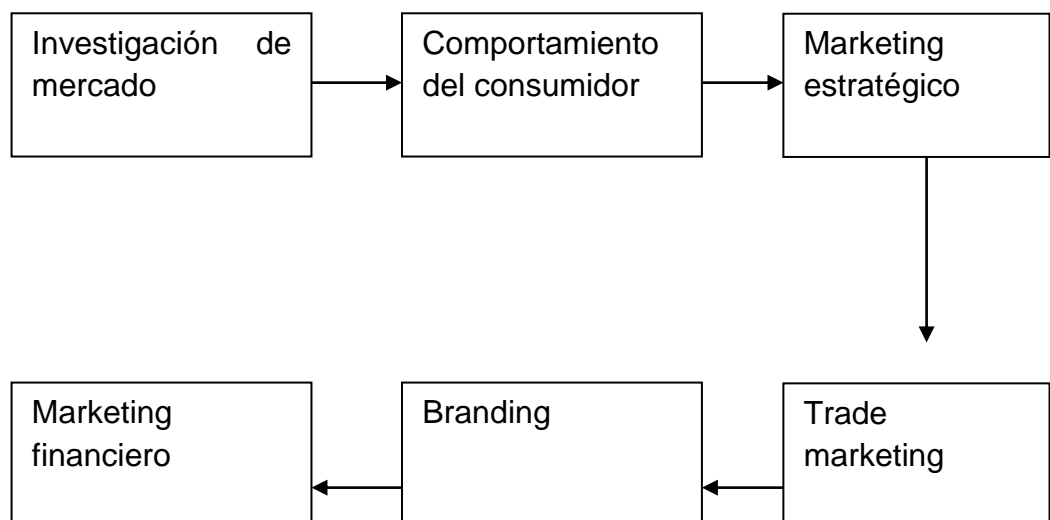 Investigación de
mercado
Comportamiento
del consumidor
Marketing
estratégico
Marketing
financiero
Branding
Trade
marketing